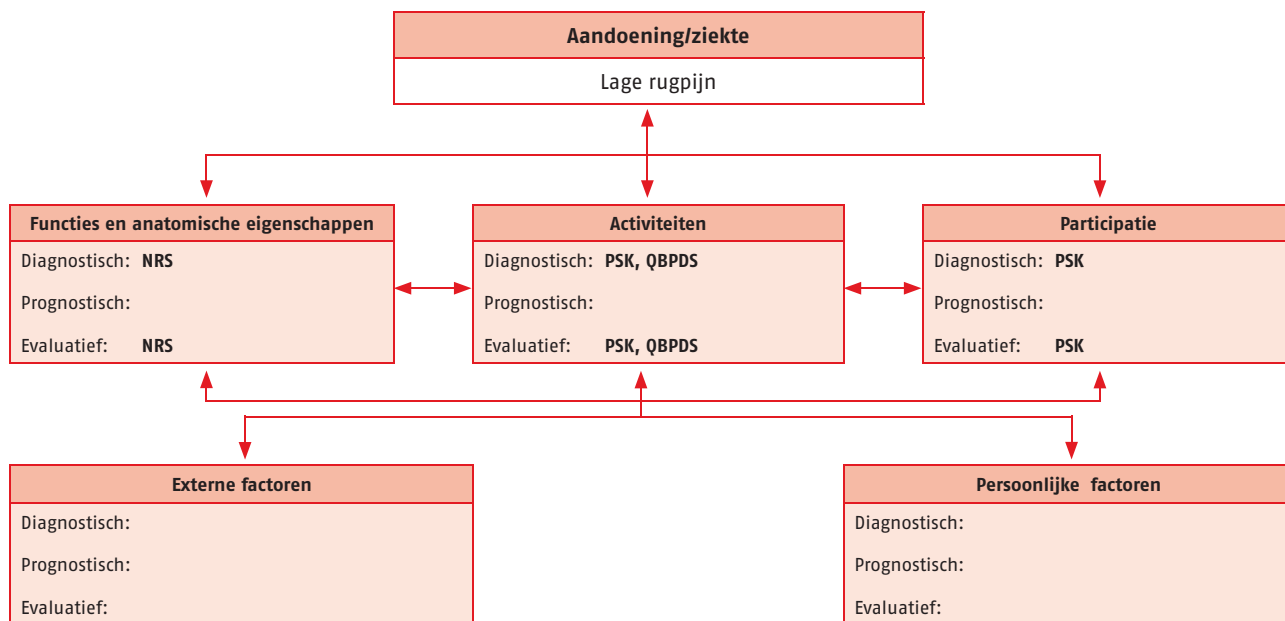 Aandoening/ziekte
Lage rugpijn
Functies en anatomische eigenschappen
Diagnostisch: NRS
Prognostisch:
Evaluatief: NRS
Activiteiten
Diagnostisch: PSK, QBPDS
Prognostisch:
Evaluatief: PSK, QBPDS
Participatie
Diagnostisch: PSK
Prognostisch:
Evaluatief: PSK
Externe factoren
Diagnostisch:
Prognostisch:
Evaluatief:
Persoonlijke factoren
Diagnostisch:
Prognostisch:
Evaluatief: